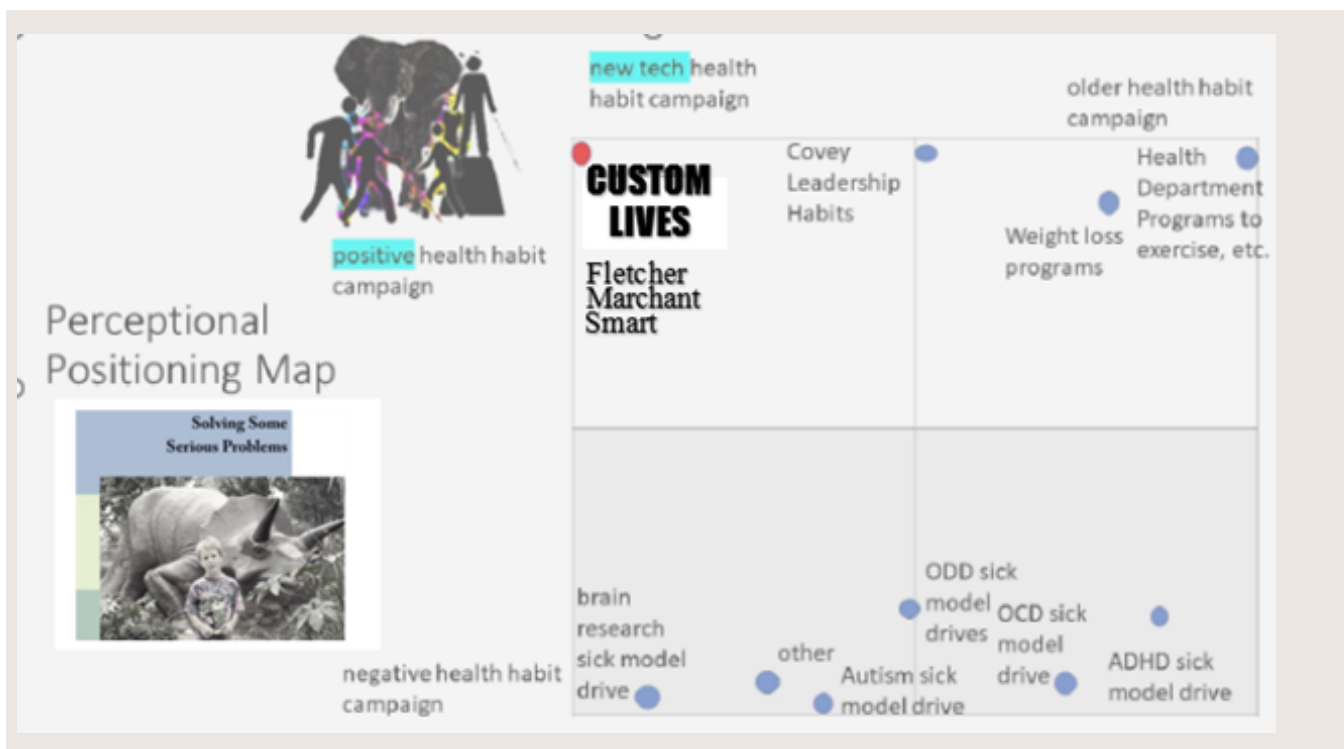 new tech health
habit campaign
older health habit
campaign
CUSTOM
LIVES
Fletcher
Marchant
Smart
Covey
Leadership
Habits
Weight loss
programs
Health
Department
Programs to
exercise, etc.
positive health habit
campaign
Perceptional
Positioning Map
Solving Some
Serious Problems
negative health habit
campaign
brain
research
sick model
drive
other
Autism sick
model drive
ODD sick
model
drives
OCD sick
model
drive
ADHD sick
model drive